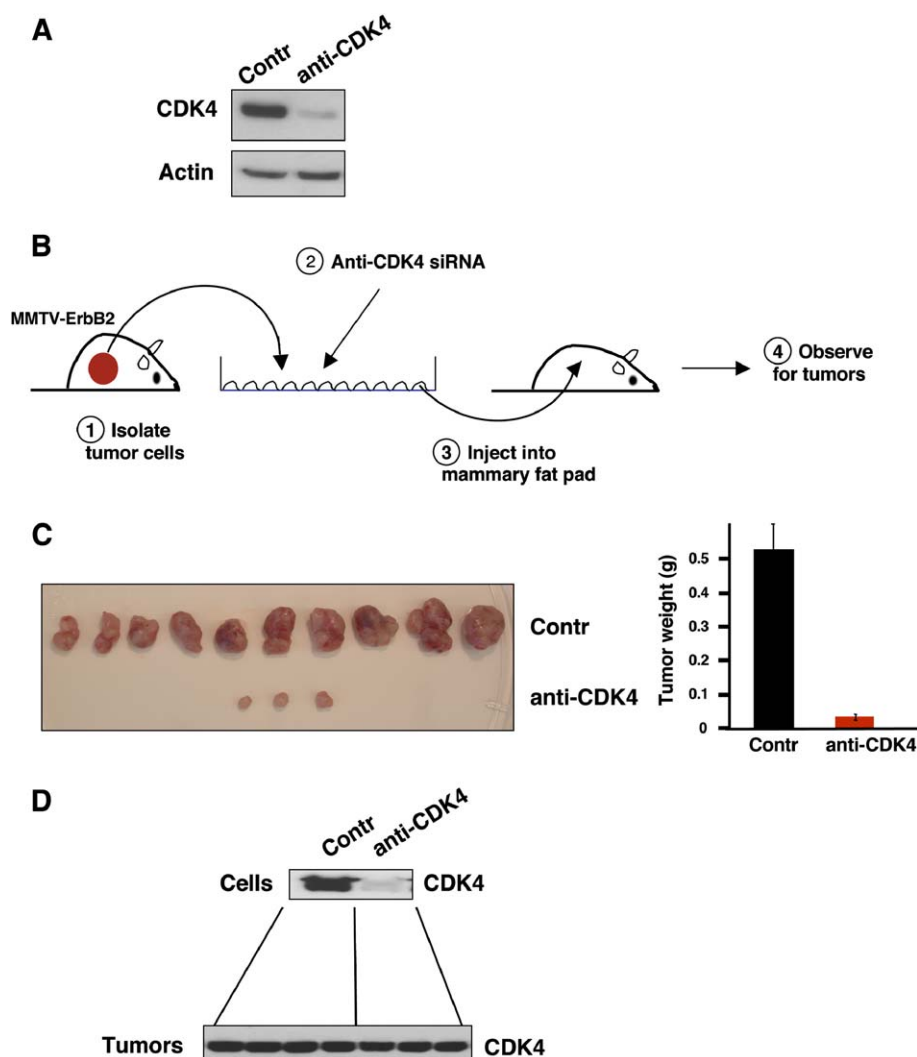 A
Contr anti-CDK4
CDK4
Actin
B
2 Anti-CDK4 siRNA
MMTV-ErbB2
1 Isolate
tumor cells
3 Inject into
mammary fat pad
4 Observe
for tumors
C
Contr
anti-CDK4
Tumor weight (g)
0.5
0.4
0.3
0.2
0.1
0
Contr anti-CDK4
D
Contr anti-CDK4
Cells CDK4
Tumors CDK4